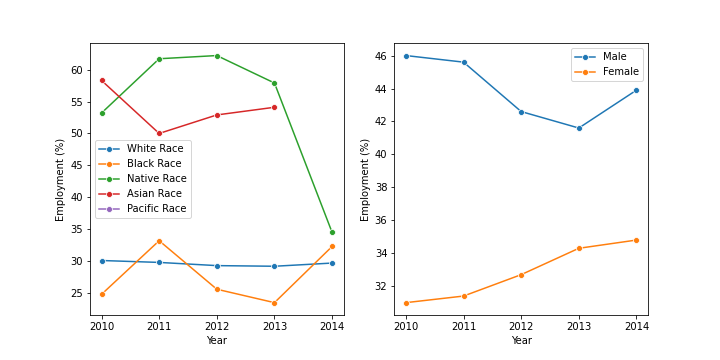 60
55
50
45
40
35
30
25
Employment (%)
White Race
Black Race
Native Race
Asian Race
Pacific Race
2010 2011 2012 2013 2014
Year
46
44
42
40
38
36
34
32
Employment (%)
Male
Female
2010 2011 2012 2013 2014
Year